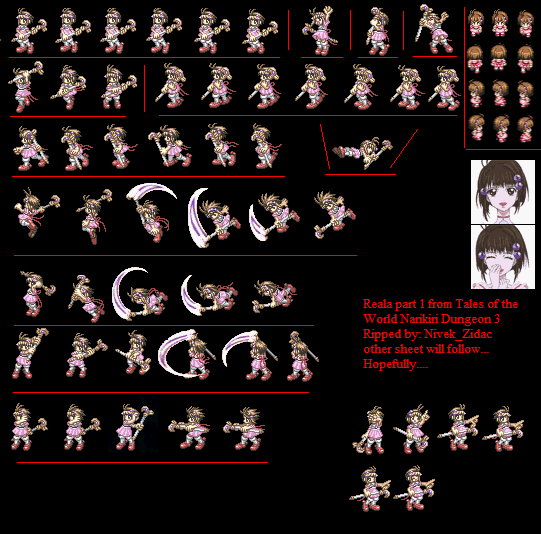 Reala part 1 from Tales of the
World Narikiri Dungeon 3
Ripped by: Nivek_Zidac
other sheet will follow...
Hopefully....